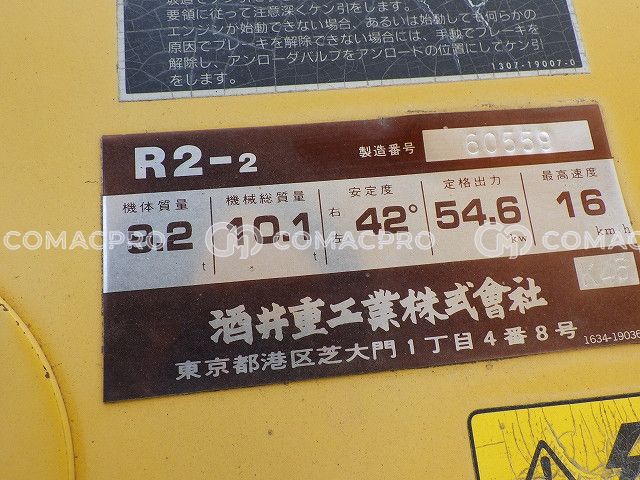 要領に従って注意深くケン引をします。
エンジンが始動できない場合、あるいは始動しても何らかの
原因でブレーキを解除できない場合には、手動でブレーキを
解除し、アンローダバルブをアンロードの位置にしてケン引
をします。
1307-19007-0
R2-2
製造番号 60559
機体質量 機械総質量 安定度 定格出力 最高速度
9.2 t 10.1 t 右左 42° 54.6 kw 16 km/h
COMACPRO COMACPRO
K46
酒井重工業株式會社
東京都港区芝大門1丁目4番8号
1634-19036